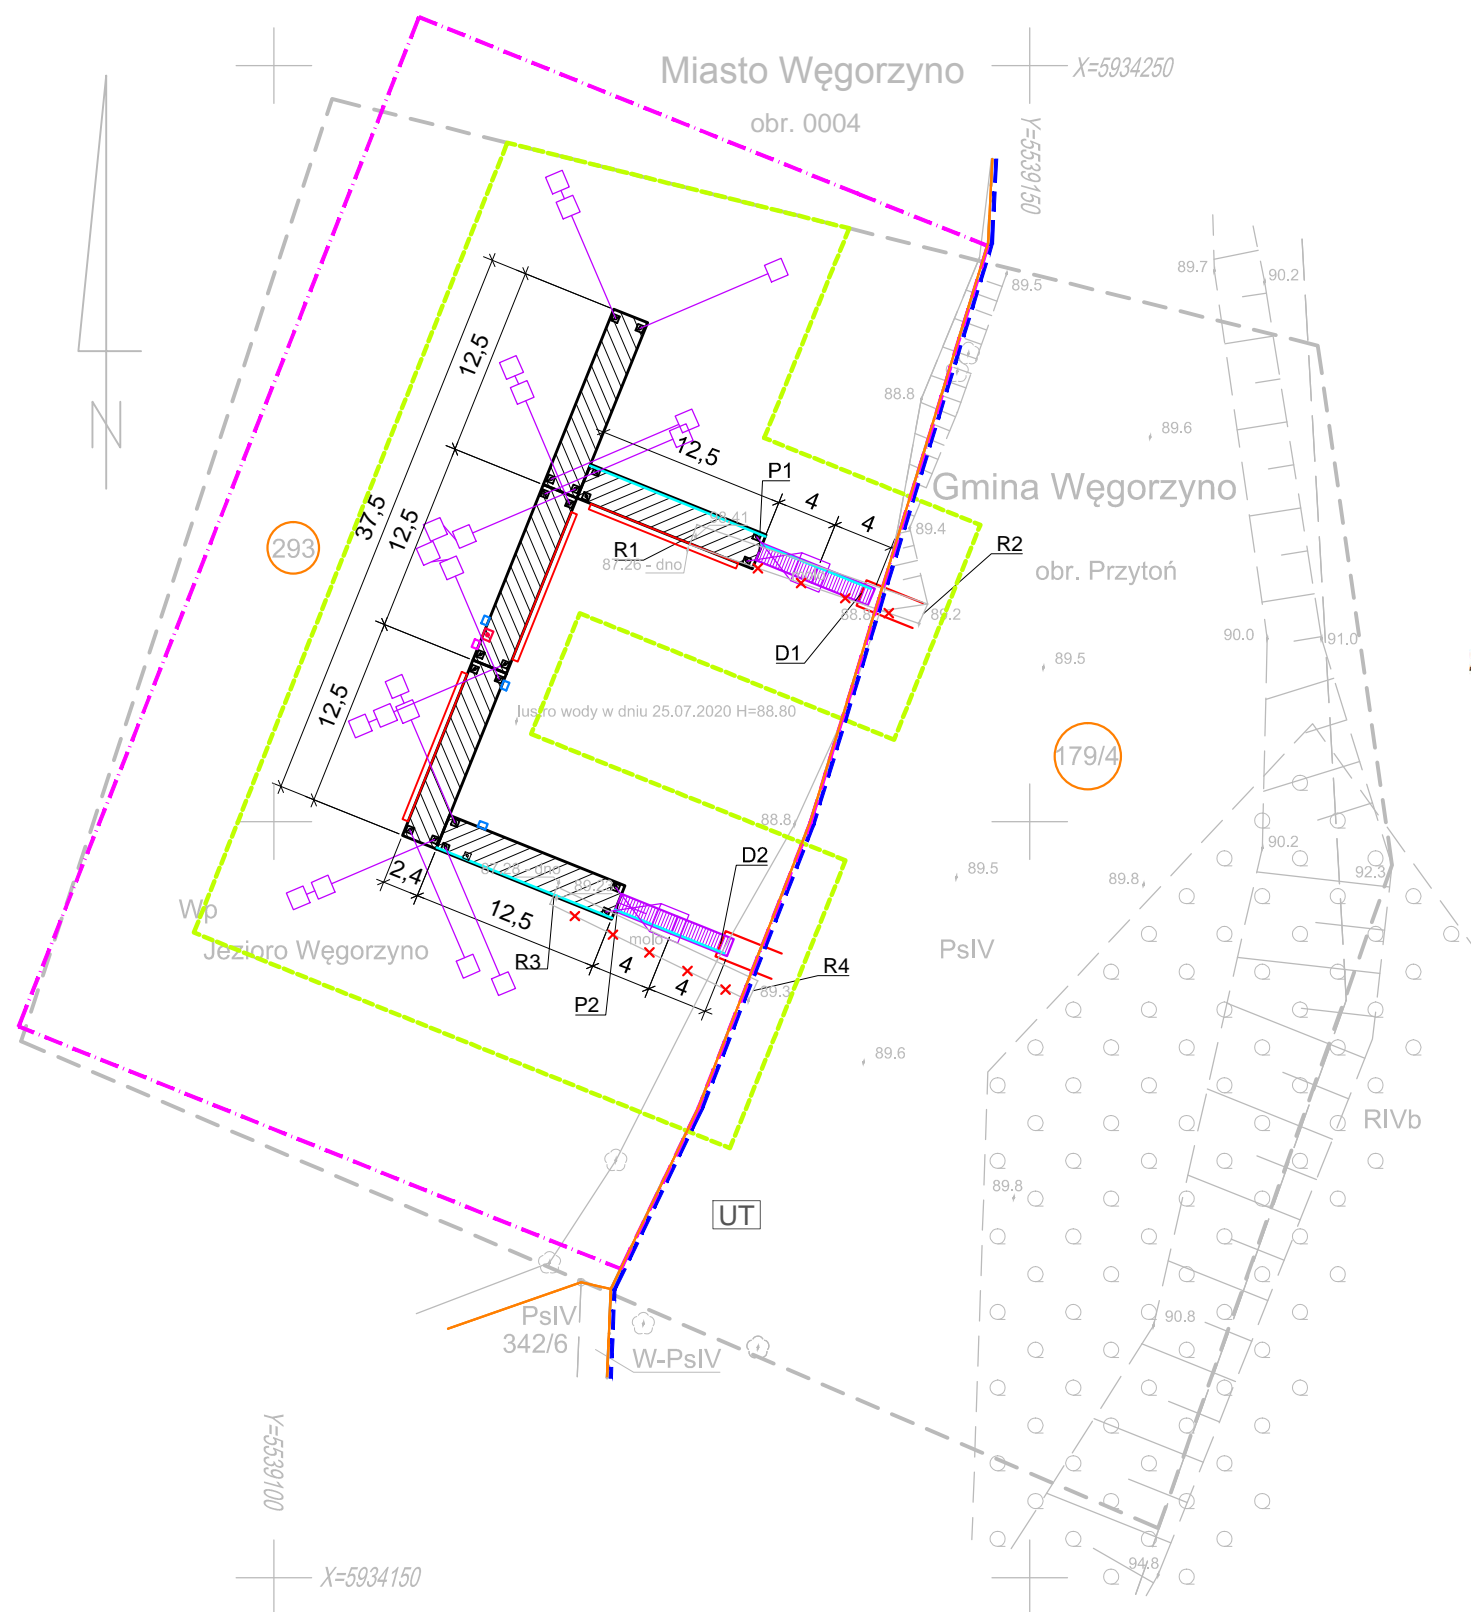 Miasto Węgorzyno
X=5934250
obr. 0004
Y=5539150
89.7
90.2
89.5
12,5
88.8
89.6
N
12,5
P1
Gmina Węgorzyno
37,5
12,5
4
4
89.4
R2
293
R1
87.26 - dno
obr. Przytoń
89.2
90.0
91.0
D1
89.5
12,5
lustro wody w dniu 25.07.2020 H=88.80
179/4
88.8
90.2
D2
89.5
89.8
92.3
2,4
12,5
Wp
Jezioro Węgorzyno
molo
PsIV
R3
4
R4
4
89.3
P2
89.6
RIVb
89.8
UT
PsIV
342/6
W-PsIV
90.8
Y=5539100
94.8
X=5934150